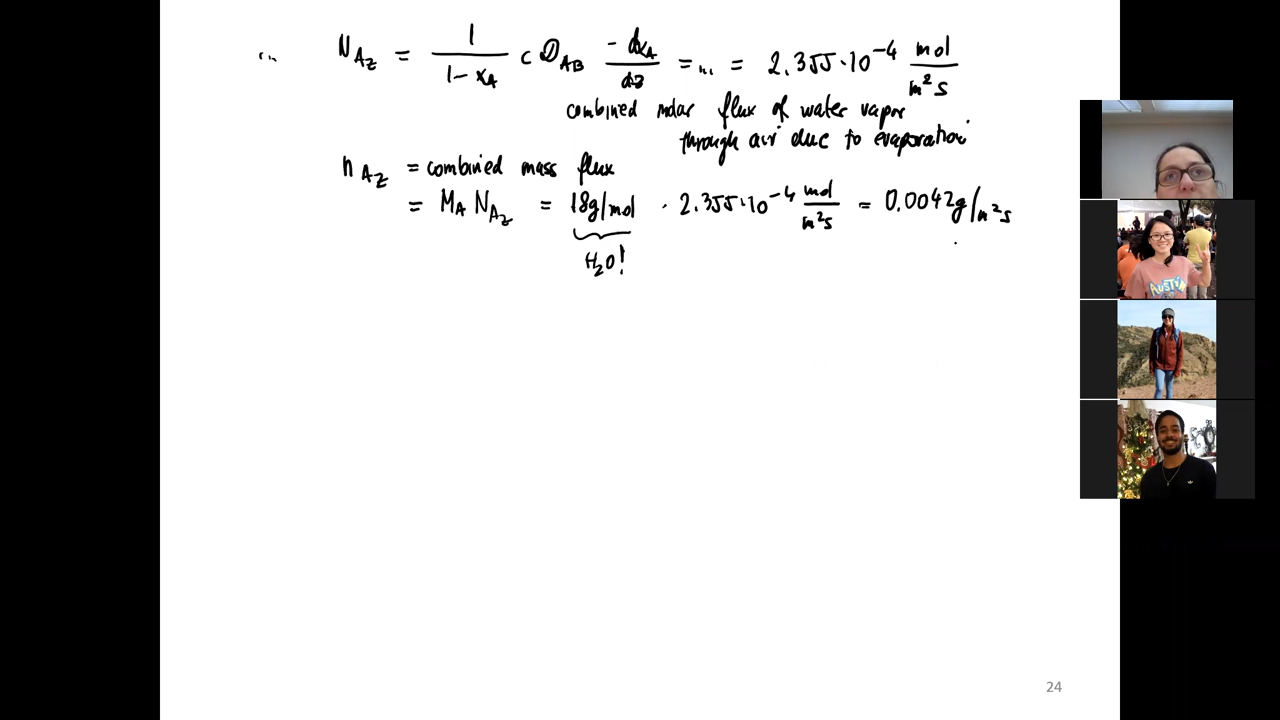 N_Az = 1/(1-x_A) c D_AB -dx_A/dz = ... = 2.355·10^-4 mol/m²s
combined molar flux of water vapor
through air due to evaporation
n_Az = combined mass flux
= M_A N_Az = 18g/mol · 2.355·10^-4 mol/m²s = 0.0042g/m²s
H₂O!
AUSTIN
24